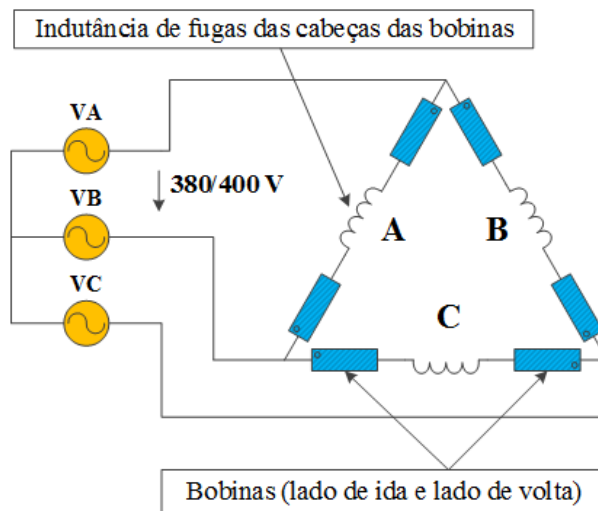 Indutância de fugas das cabeças das bobinas
VA
380/400 V
VB
VC
A
B
C
Bobinas (lado de ida e lado de volta)